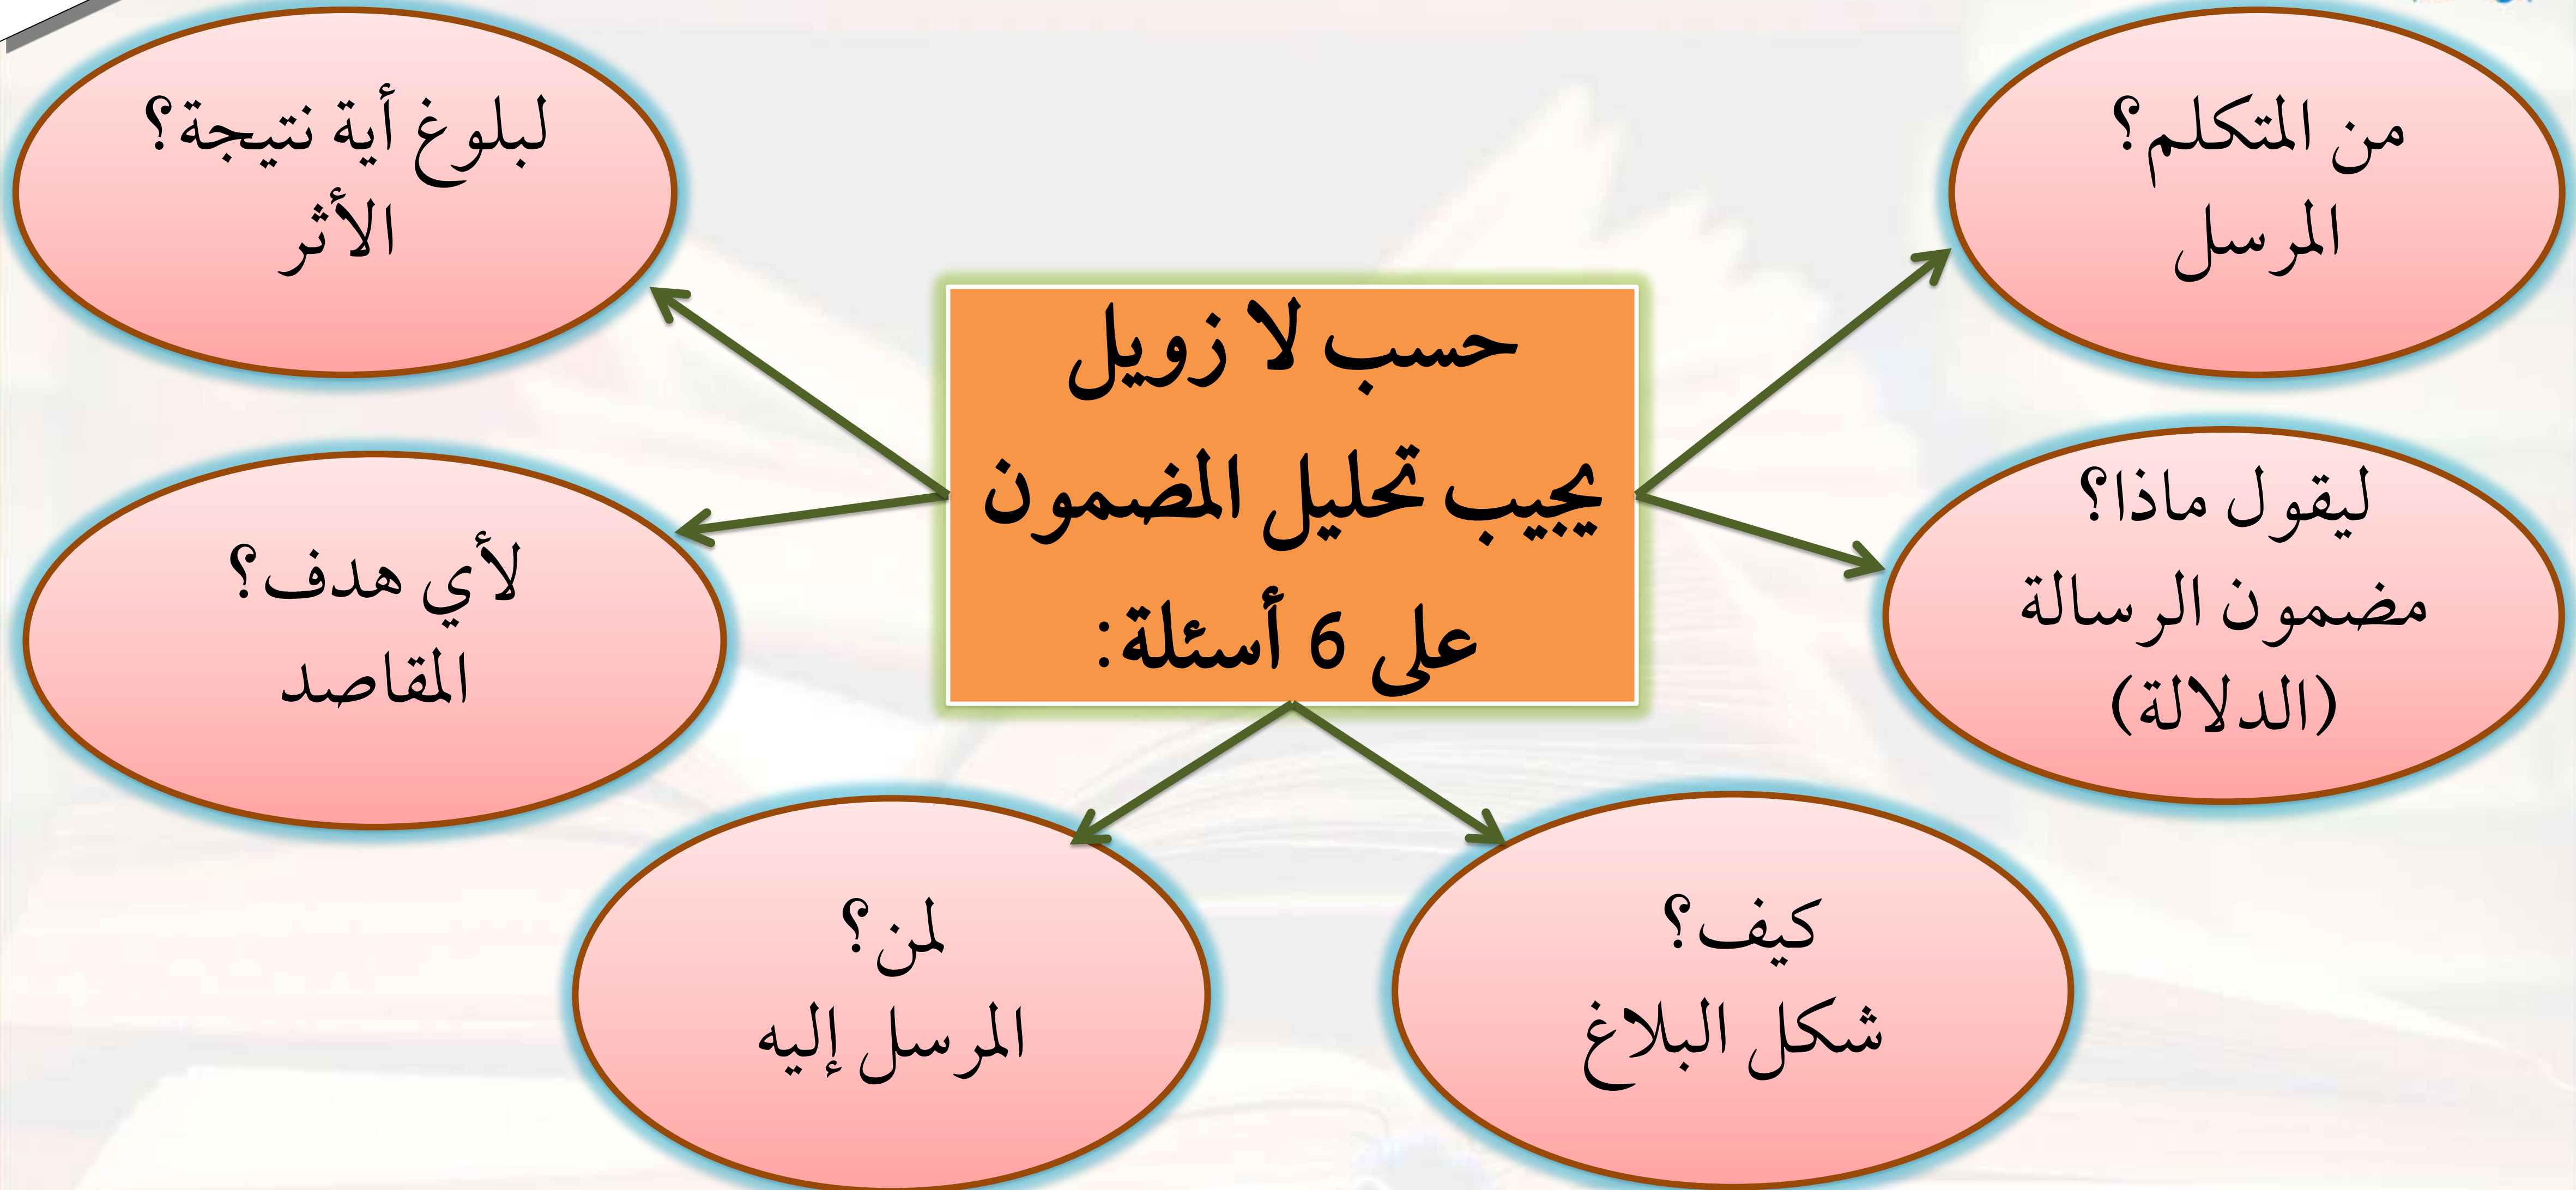 حسب لا زويل
يجيب تحليل المضمون
على 6 أسئلة:
من المتكلم؟
المرسل
ليقول ماذا؟
مضمون الرسالة
(الدلالة)
كيف؟
شكل البلاغ
لمن؟
المرسل إليه
لأي هدف؟
المقاصد
لبلوغ أية نتيجة؟
الأثر